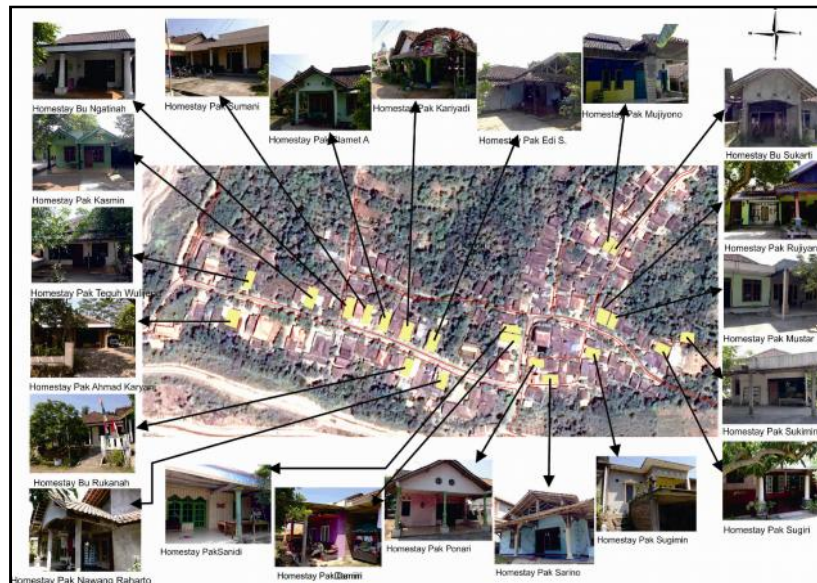 Homestay Bu Ngatinah
Homestay Pak Sumani
Homestay Pak Slamet A
Homestay Pak Kariyadi
Homestay Pak Edi S.
Homestay Pak Mujiyono
Homestay Bu Sukarti
Homestay Pak Kasmin
Homestay Pak Rujiyan
Homestay Pak Teguh
Homestay Pak Mustar
Homestay Pak Ahmad Karyani
Homestay Pak Sukimin
Homestay Bu Rukanah
Homestay Pak Sugiri
Homestay PakSanidi
Homestay Pak
Homestay Pak Ponari
Homestay Pak Sarino
Homestay Pak Sugimin
Homestay Pak Nawang Raharto